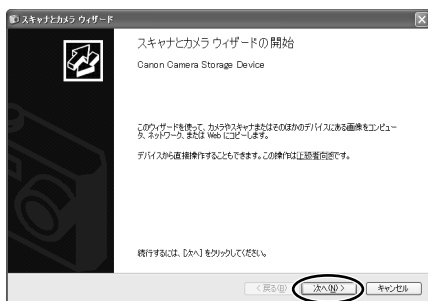 スキャナとカメラ ウィザード
スキャナとカメラ ウィザードの開始
Canon Camera Storage Device
このウィザードを使って、カメラやスキャナまたはそのほかのデバイスにある画像をコンピュー
タ、ネットワーク、または Web にコピーします。
デバイスから直接操作することもできます。この操作は上級者向きです。
続行するには、[次へ] をクリックしてください。
< 戻る(B) 次へ(N) > キャンセル